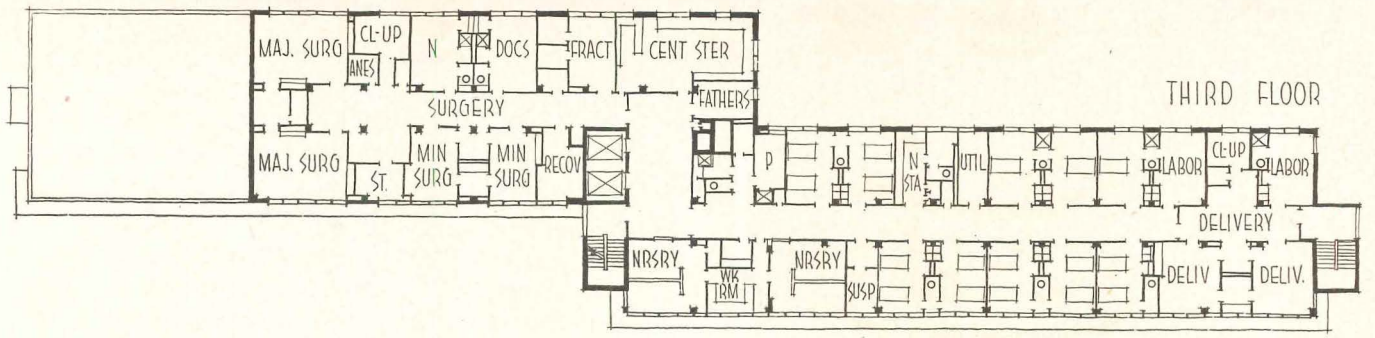 THIRD FLOOR
MAJ. SURG
CL-UP
ANES
N
DOCS
FRACT
CENT STER
FATHERS
SURGERY
MAJ. SURG
ST.
MIN SURG
MIN SURG
RECOV
P
N STA
UTIL
LABOR
CL-UP
LABOR
DELIVERY
NRSRY
WK RM
NRSRY
SUSP
DELIV
DELIV.